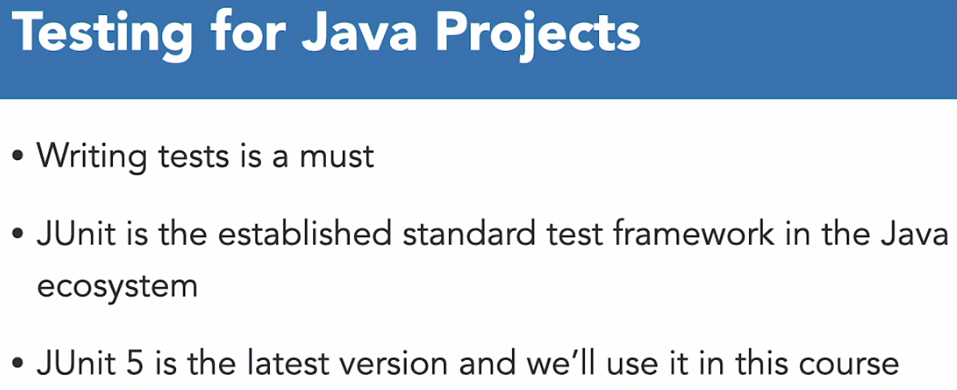 Testing for Java Projects
• Writing tests is a must
• JUnit is the established standard test framework in the Java
ecosystem
• JUnit 5 is the latest version and we’ll use it in this course